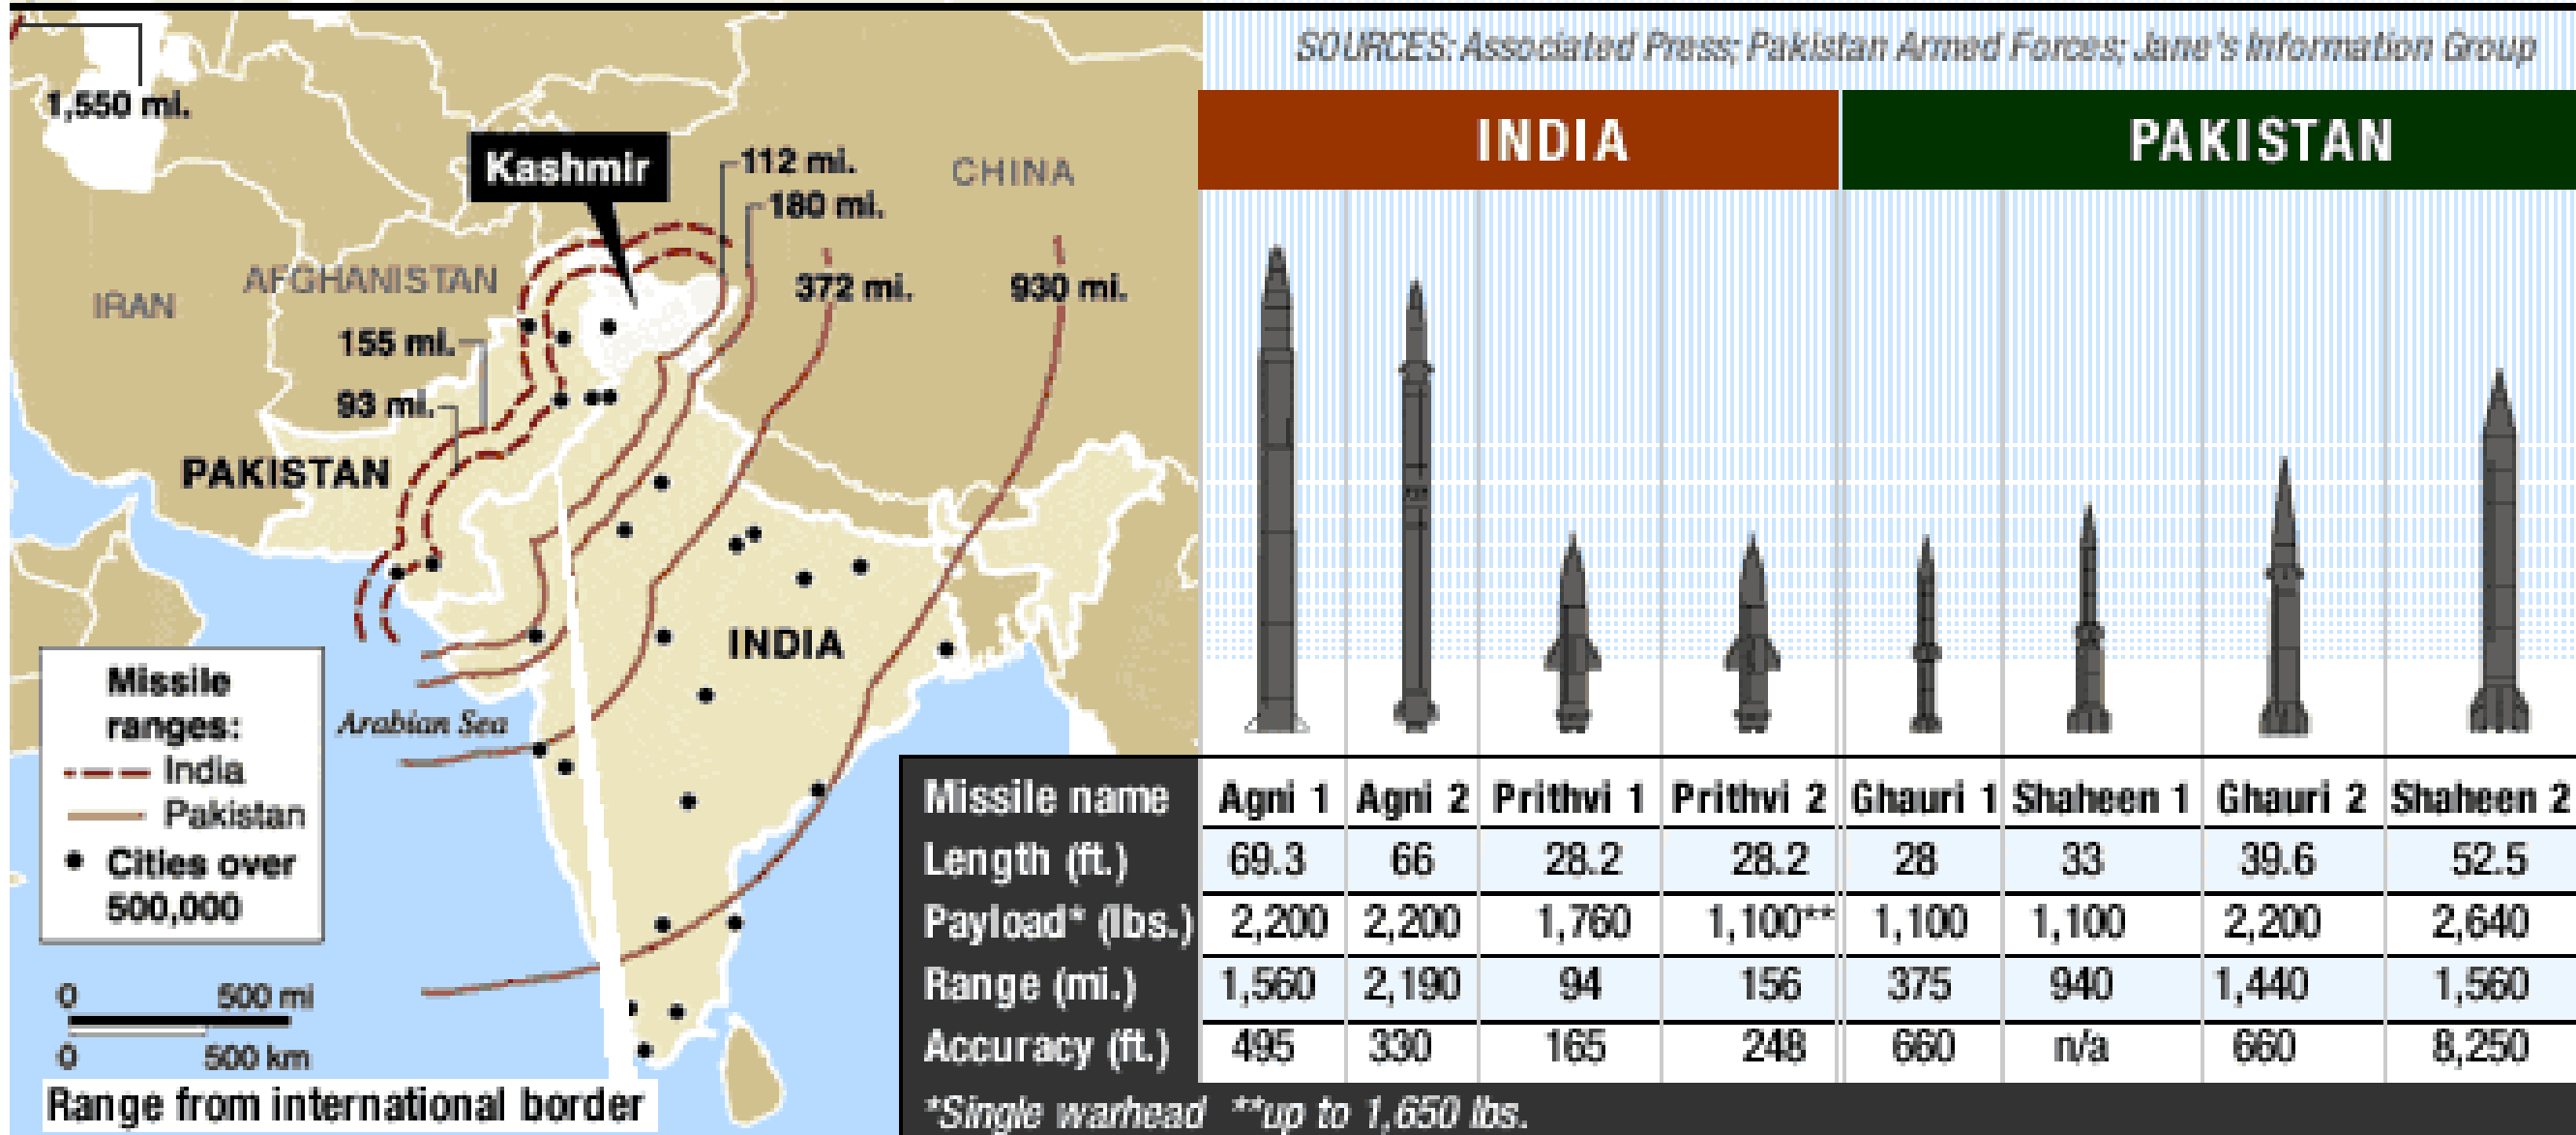 1,550 mi.
Kashmir
112 mi.
180 mi.
CHINA
AFGHANISTAN
IRAN
372 mi.
930 mi.
155 mi.
93 mi.
PAKISTAN
INDIA
Arabian Sea
Missile
ranges:
India
Pakistan
Cities over
500,000
0 500 mi
0 500 km
Range from international border
SOURCES: Associated Press; Pakistan Armed Forces; Jane's Information Group
INDIA PAKISTAN
Missile name Agni 1 Agni 2 Prithvi 1 Prithvi 2 Ghauri 1 Shaheen 1 Ghauri 2 Shaheen 2
Length (ft.) 69.3 66 28.2 28.2 28 33 39.6 52.5
Payload* (lbs.) 2,200 2,200 1,760 1,100** 1,100 1,100 2,200 2,640
Range (mi.) 1,560 2,190 94 156 375 940 1,440 1,560
Accuracy (ft.) 495 330 165 248 660 n/a 660 8,250
*Single warhead **up to 1,650 lbs.